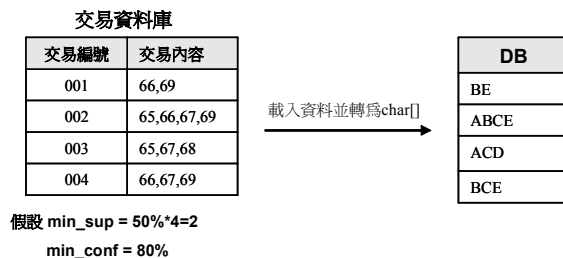 交易資料庫
交易編號 交易內容
001 66,69
002 65,66,67,69
003 65,67,68
004 66,67,69
載入資料並轉爲char[]
DB
BE
ABCE
ACD
BCE
假設 min_sup = 50%*4=2
min_conf = 80%